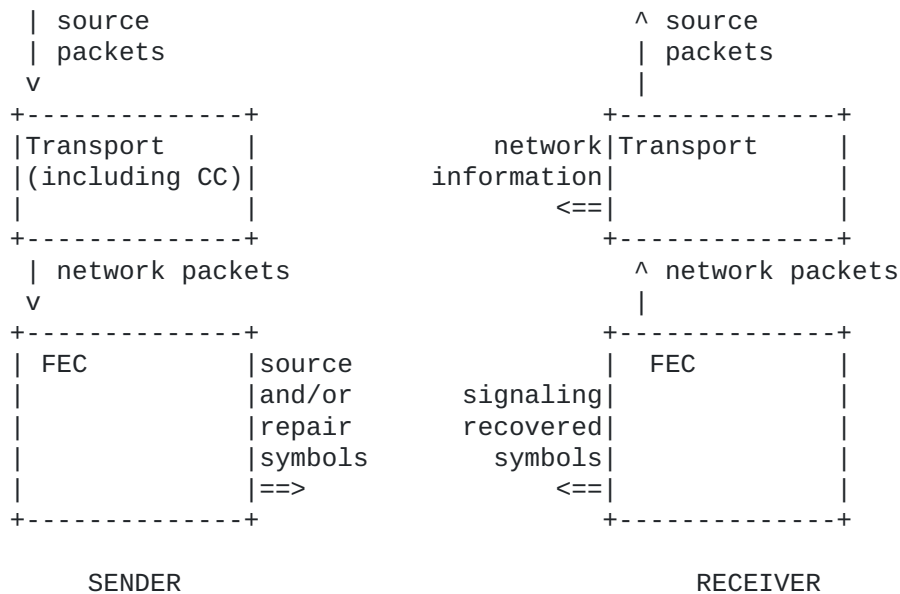 | source                                ^ source
 | packets                               | packets
 v                                       |
+--------------+                       +--------------+
|Transport     |                network|Transport     |
|(including CC)|            information|              |
|              |                    <==|              |
+--------------+                       +--------------+
 | network packets                       ^ network packets
 v                                       |
+--------------+                       +--------------+
| FEC          |source                 |  FEC         |
|              |and/or        signaling|              |
|              |repair        recovered|              |
|              |symbols         symbols|              |
|              |==>                 <==|              |
+--------------+                       +--------------+
     SENDER                                  RECEIVER